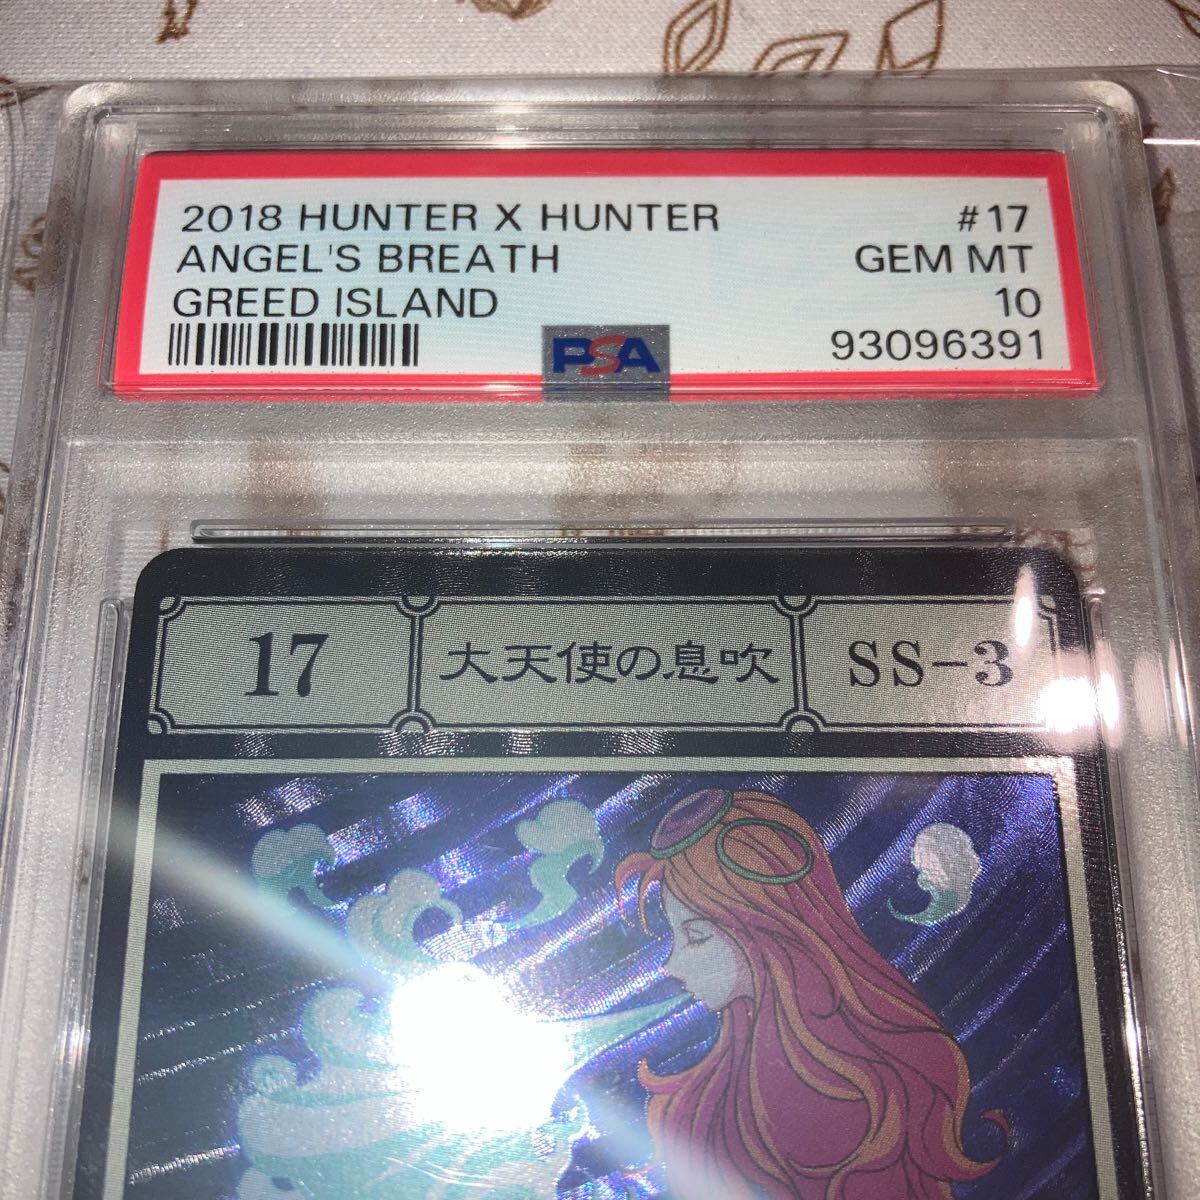 2018 HUNTER X HUNTER #17
ANGEL'S BREATH GEM MT
GREED ISLAND 10
PSA 93096391
17 大天使の息吹 SS-3